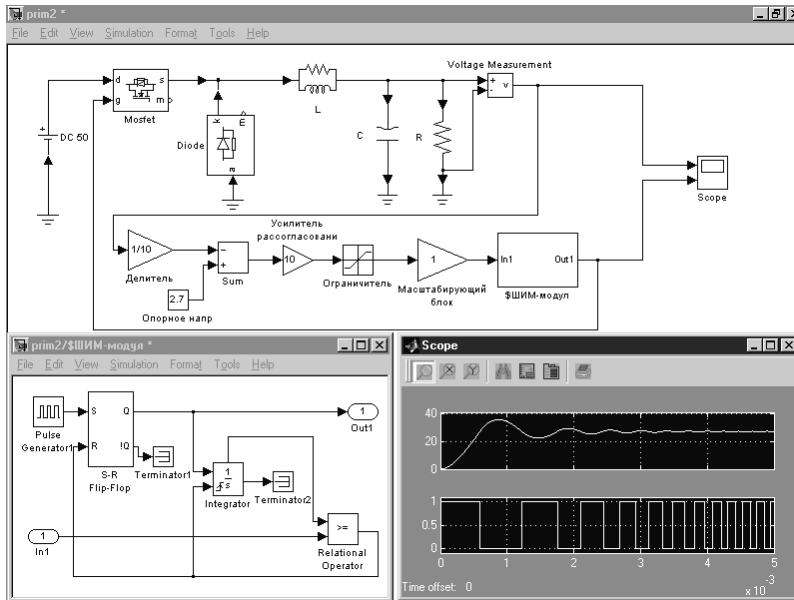 prim2 *
File Edit View Simulation Format Tools Help
Voltage Measurement
d s
g m
Mosfet
L
+ v
-
DC 50
k m
Diode
a
C
R
Scope
Усилитель
рассогласовани
1/10
Делитель
-
+
Sum
10
Ограничитель
1
Масштабирующий
блок
In1 Out1
$ШИМ-модул
2.7
Опорное напр
prim2/$ШИМ-модул *
File Edit View Simulation Format Tools Help
Pulse
Generator1
S Q
R !Q
S-R
Flip-Flop
Terminator1
1
s
Integrator
Terminator2
1
Out1
1
In1
>=
Relational
Operator
Scope
40
20
0
1
0.5
0
0 1 2 3 4 5
Time offset: 0
x 10
-3